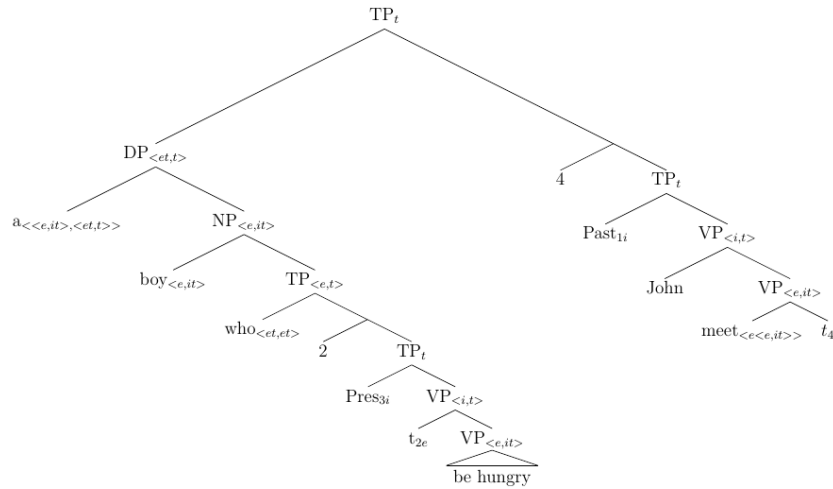 TP_t
DP_<et,t>
4 TP_t
a_<<e,it>,<et,t>> NP_<e,it> Past_1i VP_<i,t>
boy_<e,it> TP_<e,t> John VP_<e,it>
who_<et,et> 2 TP_t meet_<e<e,it>> t_4
Pres_3i VP_<i,t>
t_2e VP_<e,it>
be hungry